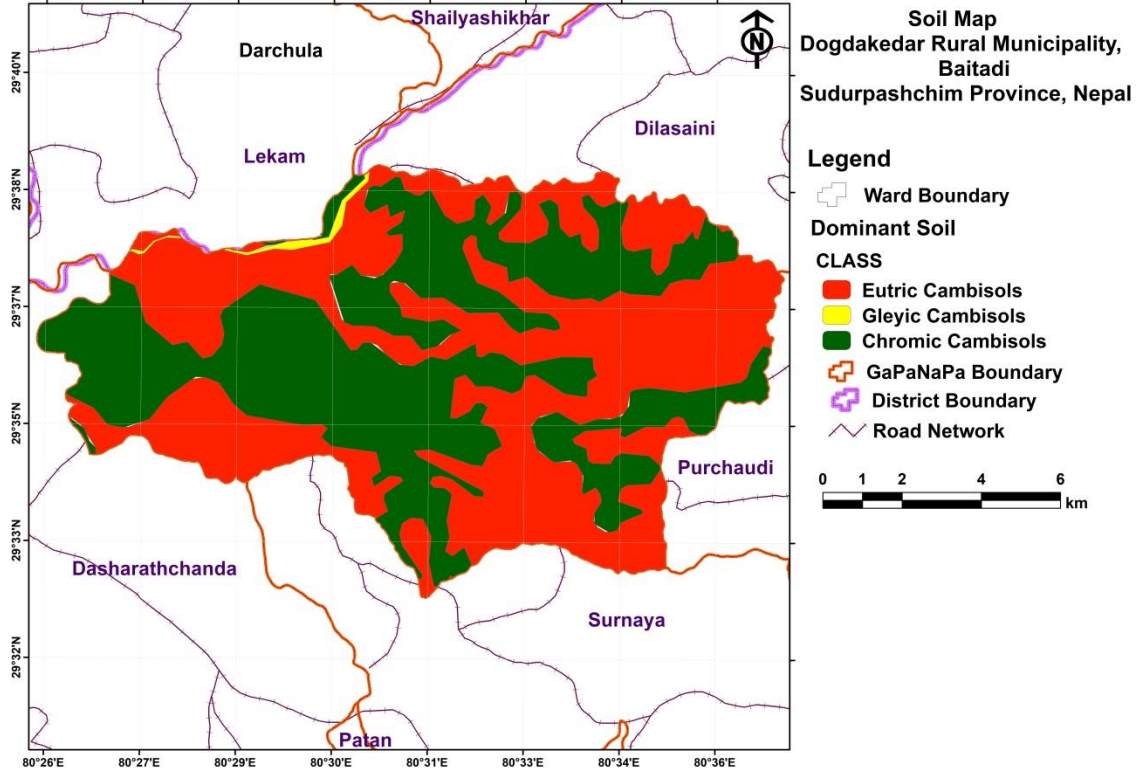 Soil Map
Dogdakedar Rural Municipality,
Baitadi
Sudurpashchim Province, Nepal
Legend
Ward Boundary
Dominant Soil
CLASS
Eutric Cambisols
Gleyic Cambisols
Chromic Cambisols
GaPaNaPa Boundary
District Boundary
Road Network
0 1 2 4 6
km
N
Shailyashikhar
Darchula
Dilasaini
Lekam
Purchaudi
Dasharathchanda
Surnaya
Patan
29°40'N
29°38'N
29°37'N
29°35'N
29°33'N
29°32'N
80°26'E 80°27'E 80°29'E 80°30'E 80°31'E 80°33'E 80°34'E 80°36'E